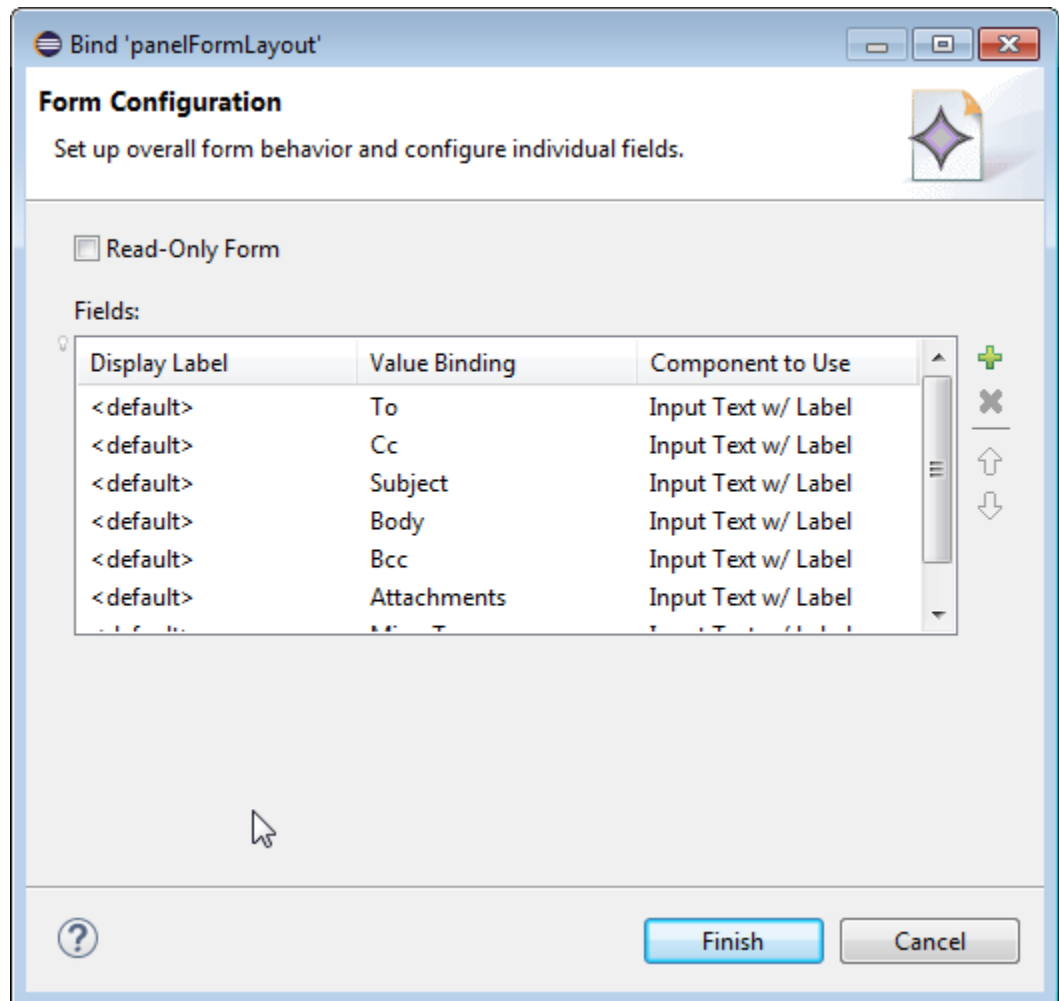 Bind 'panelFormLayout'
Form Configuration
Set up overall form behavior and configure individual fields.
Read-Only Form
Fields:
Display Label Value Binding Component to Use
<default> To Input Text w/ Label
<default> Cc Input Text w/ Label
<default> Subject Input Text w/ Label
<default> Body Input Text w/ Label
<default> Bcc Input Text w/ Label
<default> Attachments Input Text w/ Label
Finish Cancel